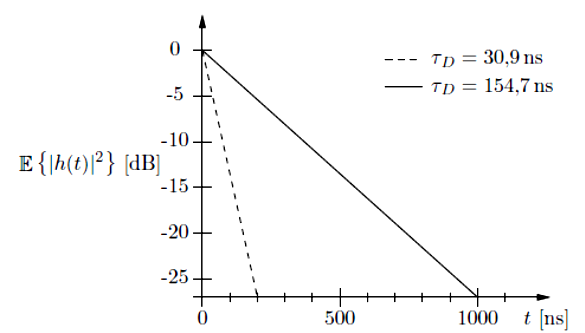 0
τ_D = 30,9 ns
τ_D = 154,7 ns
-5
-10
𝔼 {|h(t)|²} [dB]
-15
-20
-25
0 500 1000 t [ns]